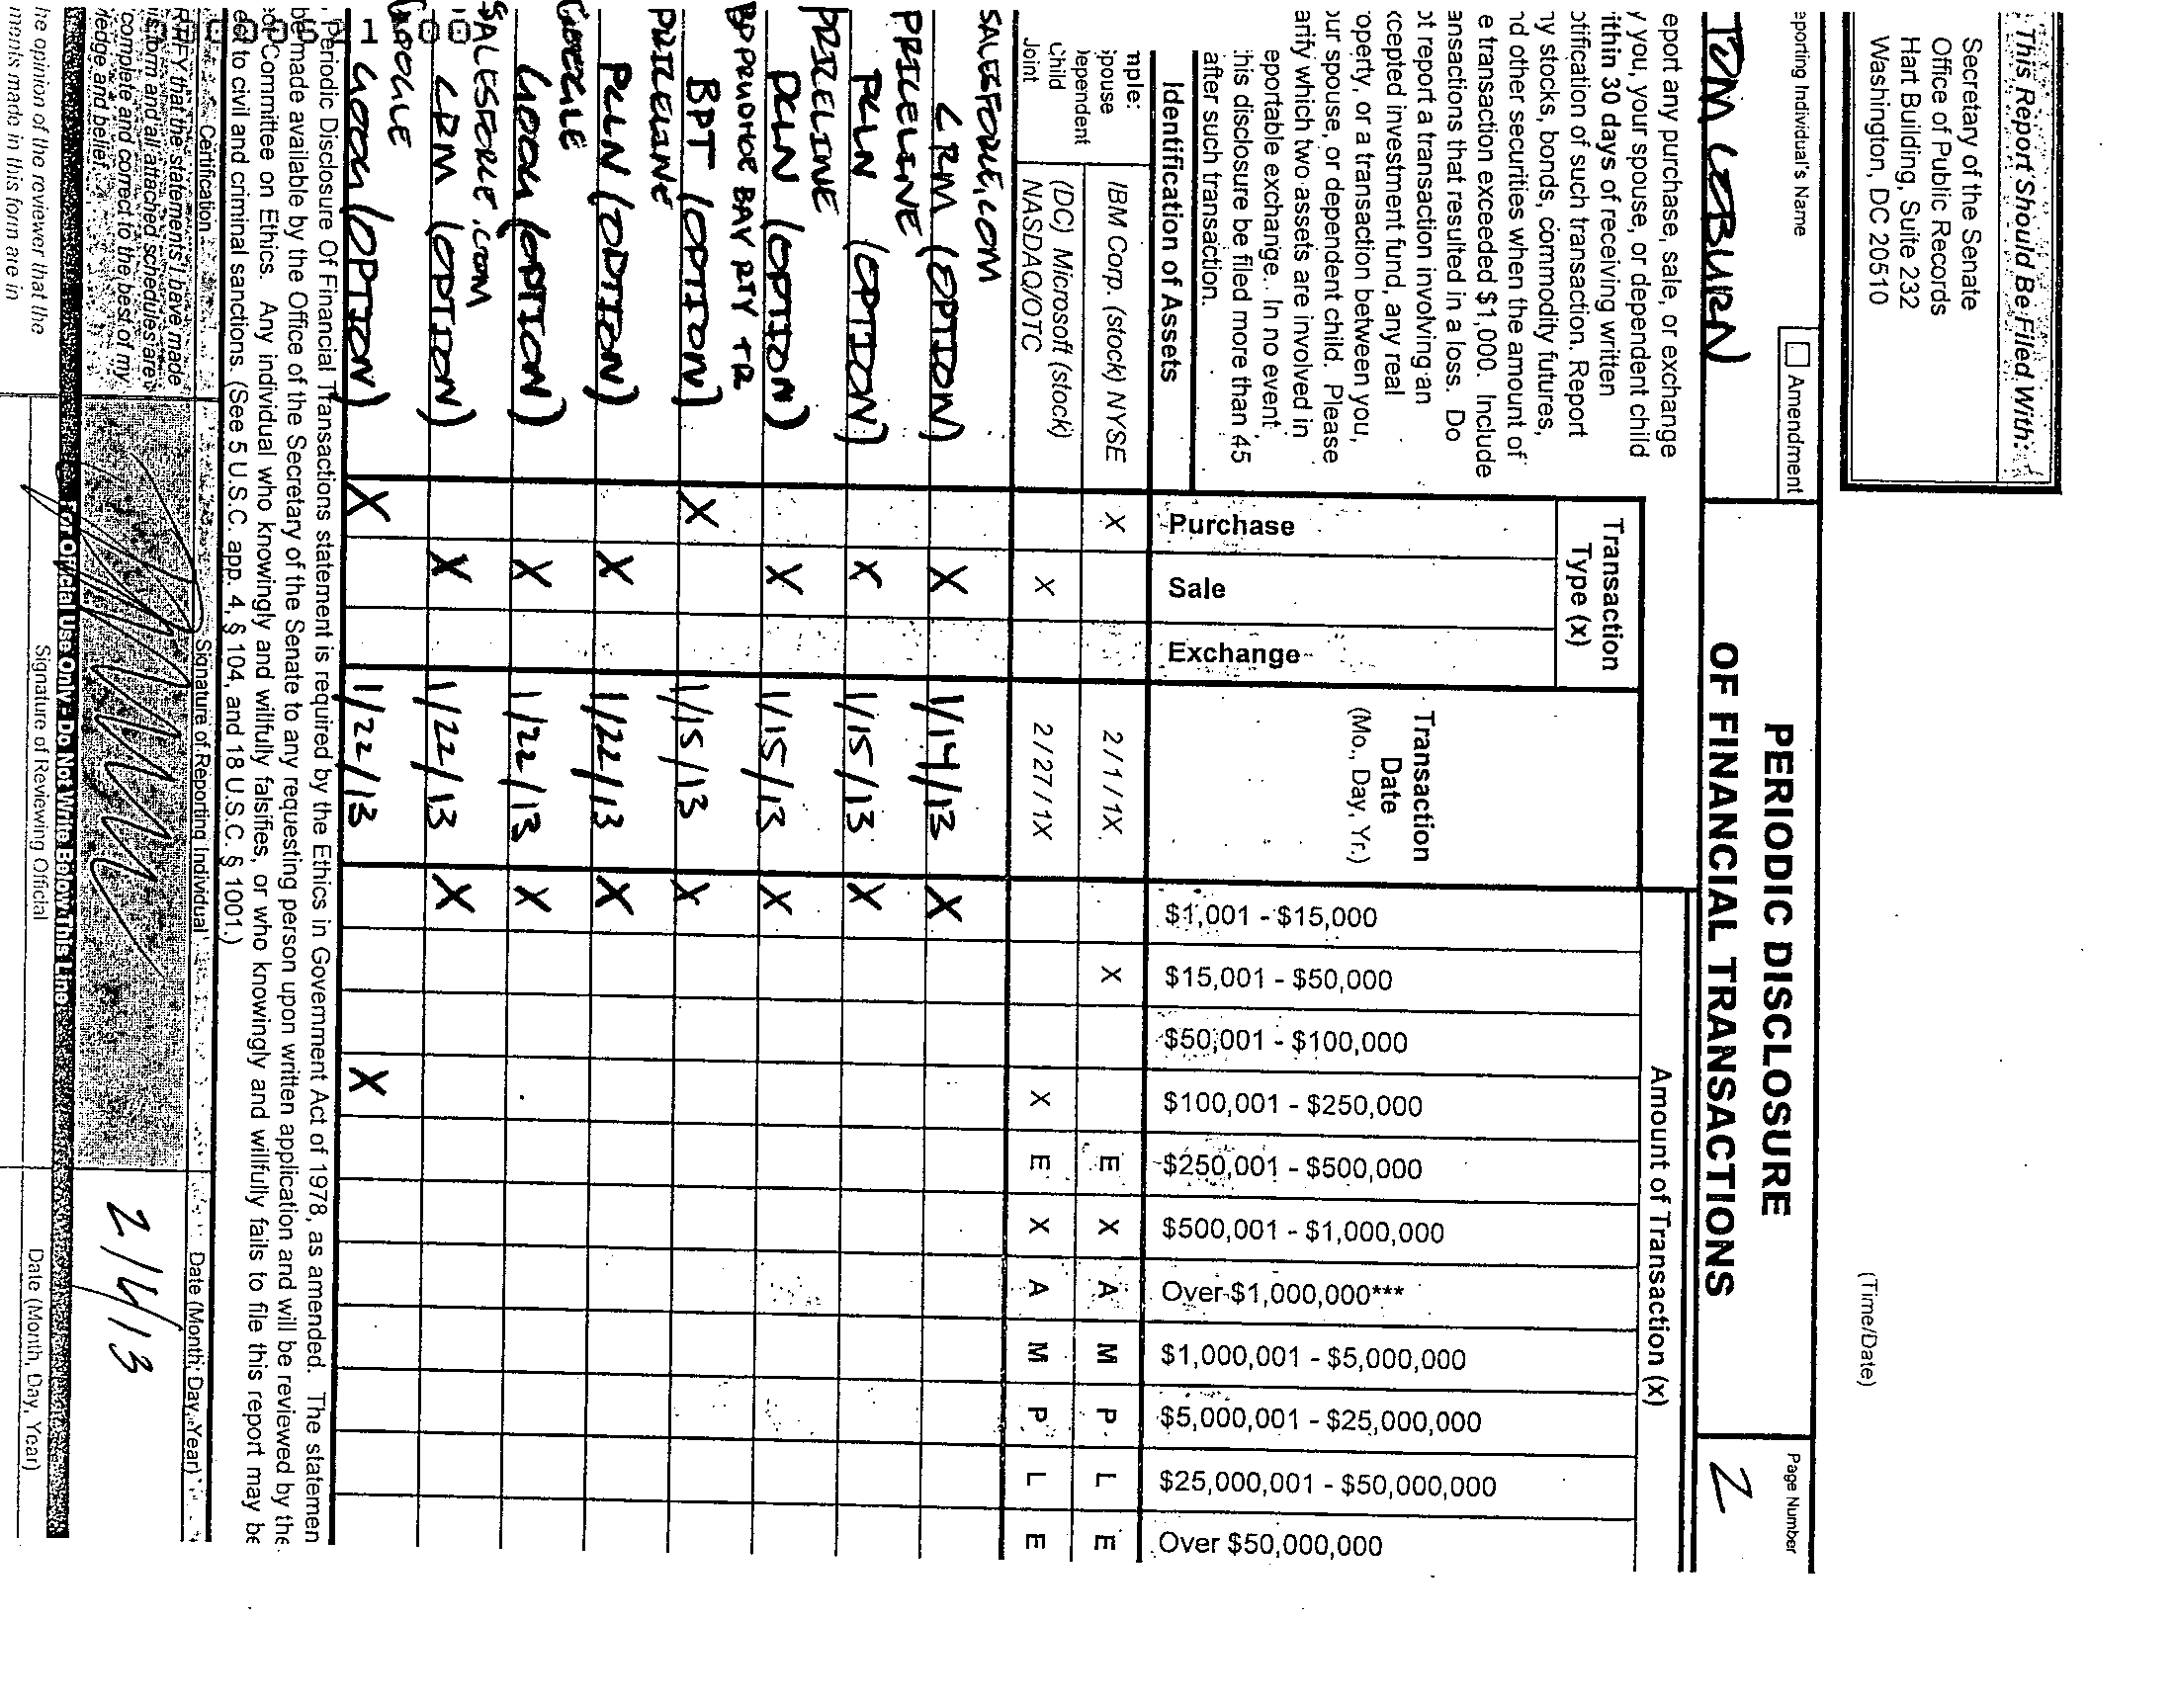 This Report Should Be Filed With:
Secretary of the Senate
Office of Public Records
Hart Building, Suite 232
Washington, DC 20510
(Time/Date)
eporting Individual's Name
☐ Amendment
PERIODIC DISCLOSURE
OF FINANCIAL TRANSACTIONS
Page Number
TOM COBURN
2
eport any purchase, sale, or exchange
y you, your spouse, or dependent child
ithin 30 days of receiving written
otification of such transaction. Report
ny stocks, bonds, commodity futures,
nd other securities when the amount of
e transaction exceeded $1,000. Include
ansactions that resulted in a loss. Do
ot report a transaction involving an
xcepted investment fund, any real
operty, or a transaction between you,
our spouse, or dependent child. Please
arify which two assets are involved in
eportable exchange. In no event
his disclosure be filed more than 45
after such transaction.
Transaction
Type (x)
Transaction
Date
(Mo., Day, Yr.)
Amount of Transaction (x)
Identification of Assets
Purchase
Sale
Exchange
$1,001 - $15,000
$15,001 - $50,000
$50,001 - $100,000
$100,001 - $250,000
$250,001 - $500,000
$500,001 - $1,000,000
Over $1,000,000***
$1,000,001 - $5,000,000
$5,000,001 - $25,000,000
$25,000,001 - $50,000,000
Over $50,000,000
mple:
pouse
ependent
Child
Joint
IBM Corp. (stock) NYSE X 2/1/1X X E X A M P L E
(DC) Microsoft (stock)
NASDAQ/OTC X 2/27/1X X E X A M P L E
SALESFORCE.COM
CRM (OPTION) X 1/14/13 X
PRICELINE
PCLN (OPTION) X 1/15/13 X
PRICELINE
PCLN (OPTION) X 1/15/13 X
BP PRUDHOE BAY RTY TR
BPT (OPTION) X 1/15/13 X
PRICELINE
PCLN (OPTION) X 1/22/13 X
GOOGLE
GOOG (OPTION) X 1/22/13 X
SALESFORCE.COM
CRM (OPTION) X 1/22/13 X
GOOGLE
GOOG (OPTION) X 1/22/13 X
Periodic Disclosure Of Financial Transactions statement is required by the Ethics in Government Act of 1978, as amended. The statemen
be made available by the Office of the Secretary of the Senate to any requesting person upon written application and will be reviewed by the
Committee on Ethics. Any individual who knowingly and willfully falsifies, or who knowingly and willfully fails to file this report may be
to civil and criminal sanctions. (See 5 U.S.C. app. 4, § 104, and 18 U.S.C. § 1001.)
Certification
Signature of Reporting Individual
Date (Month, Day, Year)
that the statements I have made
form and all attached schedules are
complete and correct to the best of my
ledge and belief.
2/4/13
For Official Use Only - Do Not Write Below This Line
he opinion of the reviewer that the
ments made in this form are in
Signature of Reviewing Official
Date (Month, Day, Year)